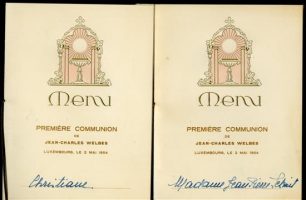 Menu
PREMIÈRE COMMUNION
DE
JEAN-CHARLES WELBES
LUXEMBOURG, LE 2 MAI 1954
Christiane
Menu
PREMIÈRE COMMUNION
DE
JEAN-CHARLES WELBES
LUXEMBOURG, LE 2 MAI 1954
Madame Jean-Pierre